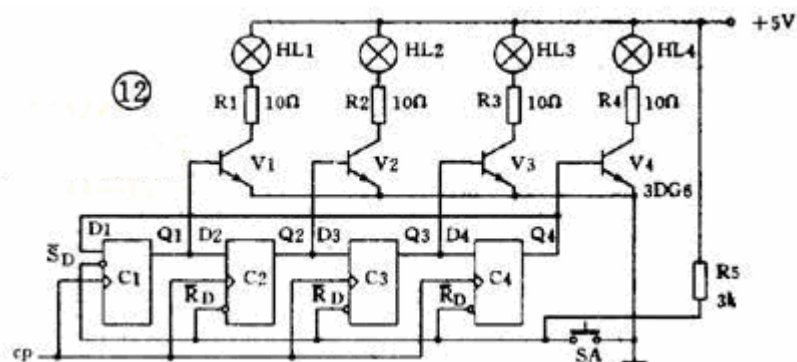 +5V
HL1 HL2 HL3 HL4
⑫
R1 10Ω R2 10Ω R3 10Ω R4 10Ω
V1 V2 V3 V4
3DG6
D1 Q1 D2 Q2 D3 Q3 D4 Q4
S̄D C1 C2 C3 C4 R5
R̄D R̄D R̄D 3k
cp SA